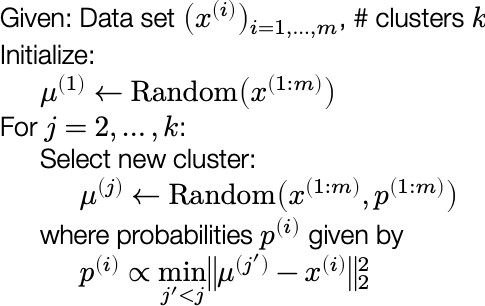 Given: Data set $(x^{(i)})_{i=1,\ldots,m}$, # clusters $k$
Initialize:
$\mu^{(1)} \leftarrow \mathrm{Random}(x^{(1:m)})$
For $j = 2, \ldots, k$:
Select new cluster:
$\mu^{(j)} \leftarrow \mathrm{Random}(x^{(1:m)}, p^{(1:m)})$
where probabilities $p^{(i)}$ given by
$p^{(i)} \propto \min_{j' < j} \|\mu^{(j')} - x^{(i)}\|_2^2$